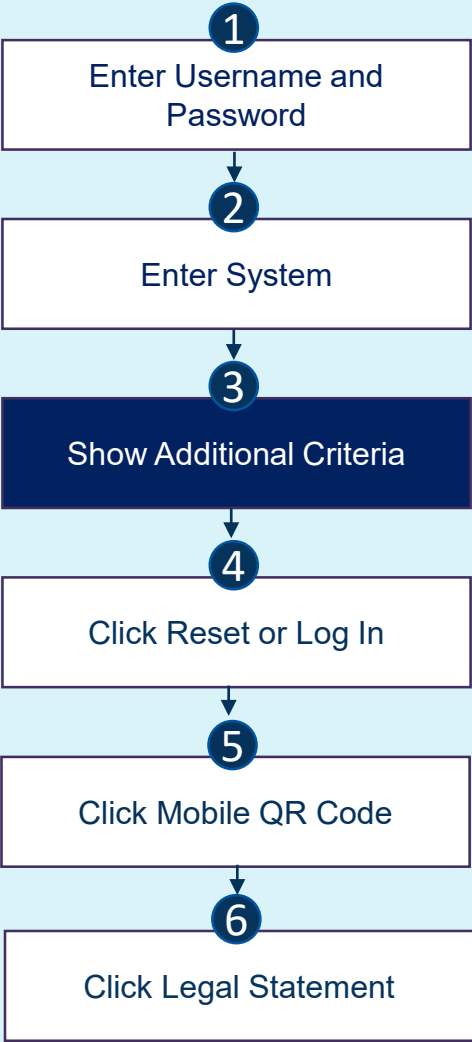 1
Enter Username and
Password
2
Enter System
3
Show Additional Criteria
4
Click Reset or Log In
5
Click Mobile QR Code
6
Click Legal Statement